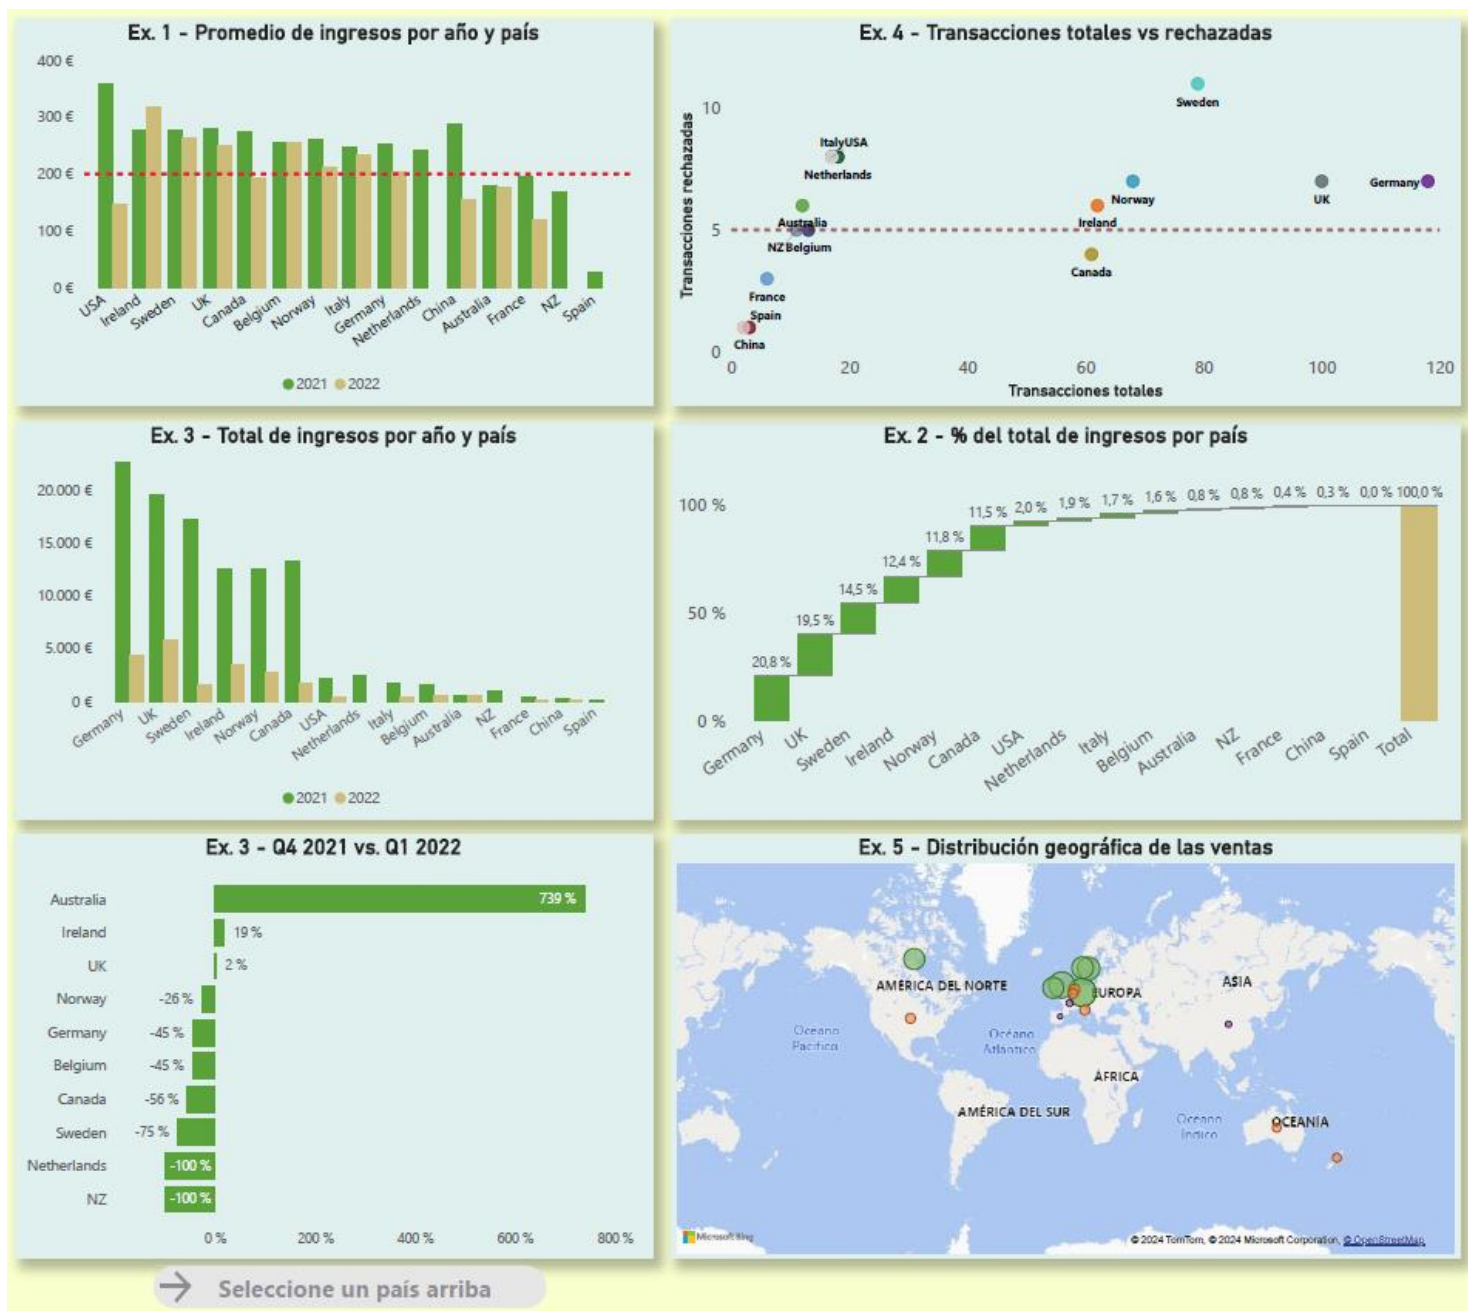 Ex. 1 - Promedio de ingresos por año y país
400 €
300 €
200 €
100 €
0 €
USA
Ireland
Sweden
UK
Canada
Belgium
Norway
Italy
Germany
Netherlands
China
Australia
France
NZ
Spain
2021
2022
Ex. 4 - Transacciones totales vs rechazadas
Transacciones rechazadas
10
5
0
Sweden
ItalyUSA
Netherlands
Germany
Norway
UK
Australia
Ireland
NZ
Belgium
Canada
France
Spain
China
0
20
40
60
80
100
120
Transacciones totales
Ex. 3 - Total de ingresos por año y país
20.000 €
15.000 €
10.000 €
5.000 €
0 €
Germany
UK
Sweden
Ireland
Norway
Canada
USA
Netherlands
Italy
Belgium
Australia
NZ
France
China
Spain
2021
2022
Ex. 2 - % del total de ingresos por país
100 %
50 %
0 %
20,8 %
19,5 %
14,5 %
12,4 %
11,8 %
11,5 %
2,0 %
1,9 %
1,7 %
1,6 %
0,8 %
0,8 %
0,4 %
0,3 %
0,0 %
100,0 %
Germany
UK
Sweden
Ireland
Norway
Canada
USA
Netherlands
Italy
Belgium
Australia
NZ
France
China
Spain
Total
Ex. 3 - Q4 2021 vs. Q1 2022
Australia
739 %
Ireland
19 %
UK
2 %
Norway
-26 %
Germany
-45 %
Belgium
-45 %
Canada
-56 %
Sweden
-75 %
Netherlands
-100 %
NZ
-100 %
0 %
200 %
400 %
600 %
800 %
Ex. 5 - Distribución geográfica de las ventas
AMÉRICA DEL NORTE
EUROPA
ASIA
Océano
Pacífico
Océano
Atlántico
ÁFRICA
AMÉRICA DEL SUR
Océano
Índico
OCEANÍA
Microsoft Bing
© 2024 TomTom, © 2024 Microsoft Corporation, © OpenStreetMap
Seleccione un país arriba